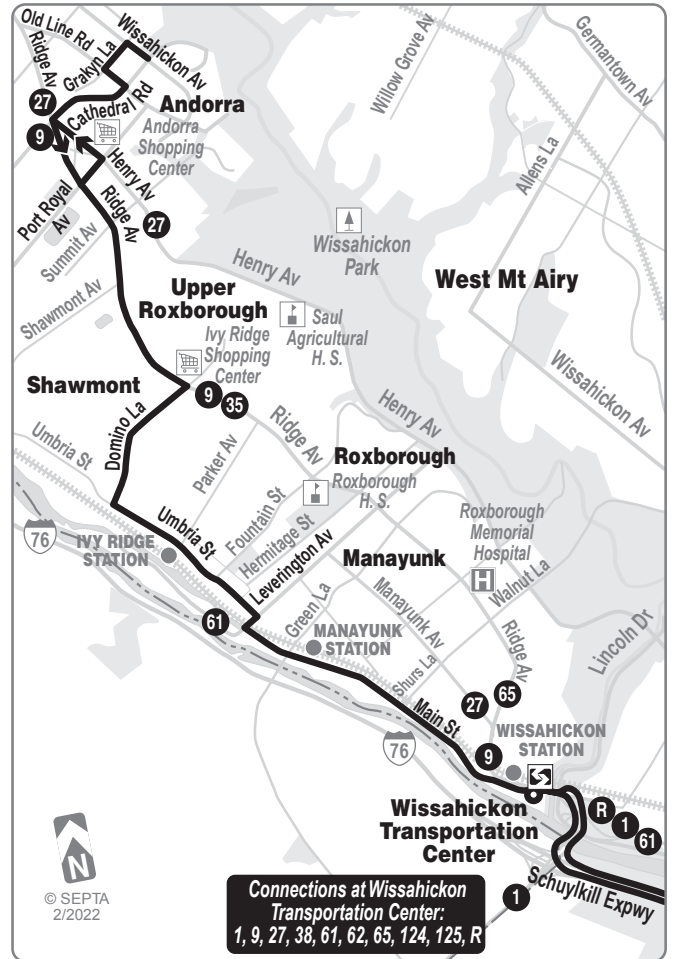 Old Line Rd
Wissahickon Av
Ridge Av
Grakyn La
Willow Grove Av
Germantown Av
27
Cathedral Rd
Andorra
9
Andorra
Shopping
Center
Allens La
Henry Av
Port Royal
Av
Ridge Av
27
Summit Av
Wissahickon
Park
Henry Av
West Mt Airy
Shawmont Av
Upper
Roxborough
Saul
Agricultural
H. S.
Ivy Ridge
Shopping
Center
Wissahickon Av
Shawmont
9
35
Henry Av
Domino La
Ridge Av
Umbria St
Parker Av
Roxborough
Roxborough
H. S.
Roxborough
Memorial
Hospital
H
76
IVY RIDGE
STATION
Umbria St
Fountain St
Hermitage St
Leverington Av
Manayunk
Walnut La
61
Green La
MANAYUNK
STATION
Manayunk Av
Ridge Av
Lincoln Dr
Shurs La
27
65
Main St
76
9
WISSAHICKON
STATION
S
Wissahickon
Transportation
Center
R
1
61
N
© SEPTA
2/2022
1
Schuylkill Expwy
Connections at Wissahickon
Transportation Center:
1, 9, 27, 38, 61, 62, 65, 124, 125, R